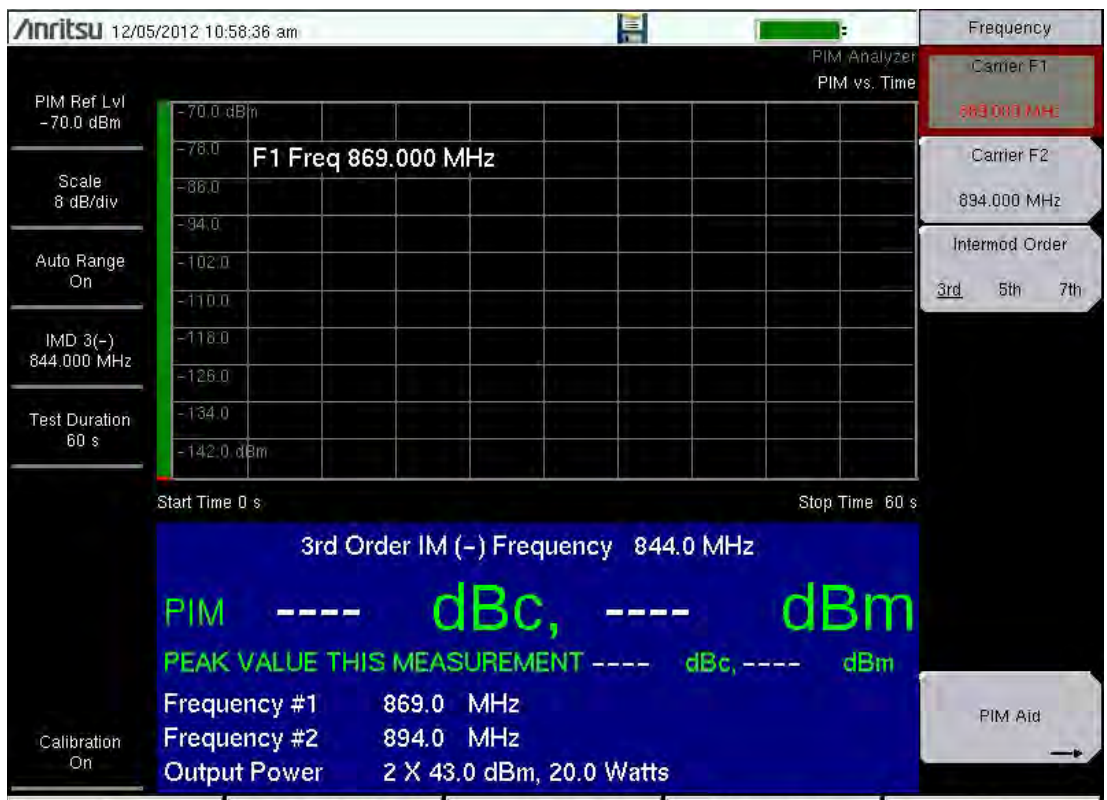 Anritsu 12/05/2012 10:58:36 am
Frequency
PIM Analyzer
PIM vs. Time
Carrier F1
869.000 MHz
Carrier F2
894.000 MHz
Intermod Order
3rd 5th 7th
PIM Aid
PIM Ref Lvl
-70.0 dBm
Scale
8 dB/div
Auto Range
On
IMD 3(-)
844.000 MHz
Test Duration
60 s
Calibration
On
-70.0 dBm
-78.0
-86.0
-94.0
-102.0
-110.0
-118.0
-126.0
-134.0
-142.0 dBm
F1 Freq 869.000 MHz
Start Time 0 s
Stop Time 60 s
3rd Order IM (-) Frequency 844.0 MHz
PIM ---- dBc, ---- dBm
PEAK VALUE THIS MEASUREMENT ---- dBc, ---- dBm
Frequency #1 869.0 MHz
Frequency #2 894.0 MHz
Output Power 2 X 43.0 dBm, 20.0 Watts